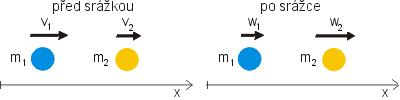 před srážkou
v1 v2
m1 m2
x
po srážce
w1 w2
m1 m2
x